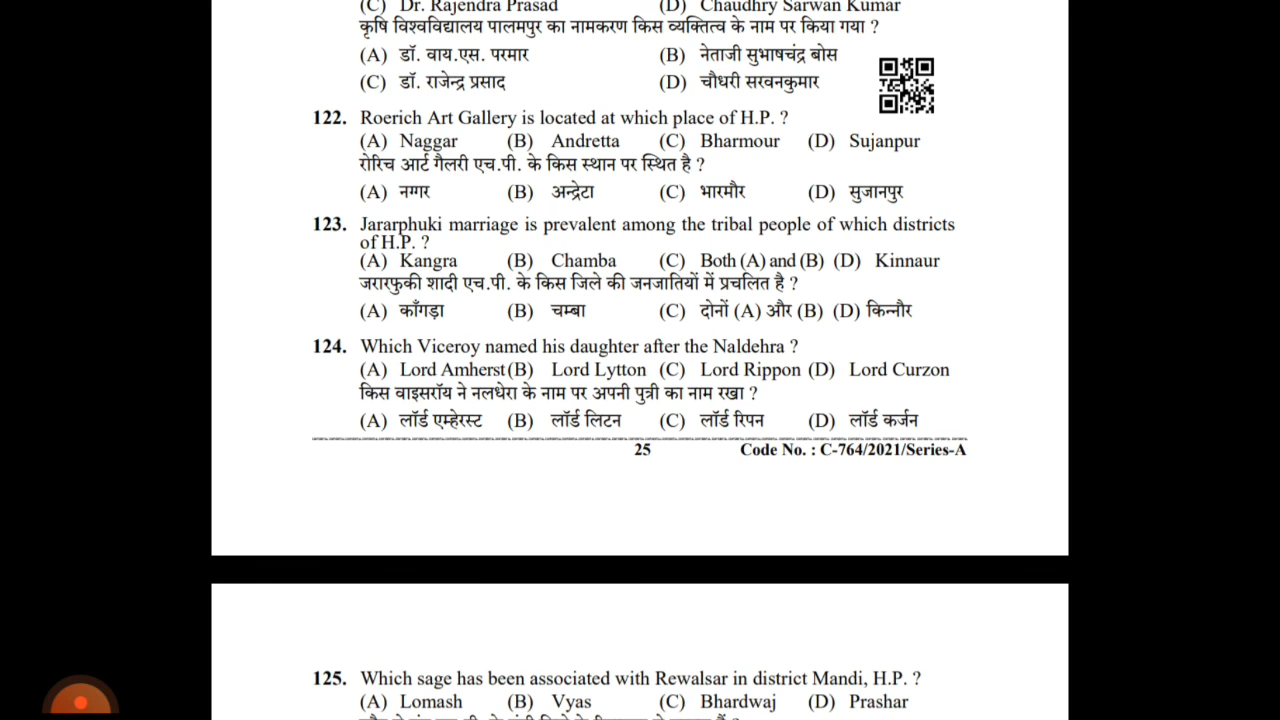 (C) Dr. Rajendra Prasad (D) Chaudhry Sarwan Kumar
कृषि विश्वविद्यालय पालमपुर का नामकरण किस व्यक्तित्व के नाम पर किया गया ?
(A) डॉ. वाय.एस. परमार (B) नेताजी सुभाषचंद्र बोस
(C) डॉ. राजेन्द्र प्रसाद (D) चौधरी सरवनकुमार
122. Roerich Art Gallery is located at which place of H.P. ?
(A) Naggar (B) Andretta (C) Bharmour (D) Sujanpur
रोरिच आर्ट गैलरी एच.पी. के किस स्थान पर स्थित है ?
(A) नग्गर (B) अन्द्रेटा (C) भारमौर (D) सुजानपुर
123. Jararphuki marriage is prevalent among the tribal people of which districts
of H.P. ?
(A) Kangra (B) Chamba (C) Both (A) and (B) (D) Kinnaur
जरारफुकी शादी एच.पी. के किस जिले की जनजातियों में प्रचलित है ?
(A) काँगड़ा (B) चम्बा (C) दोनों (A) और (B) (D) किन्नौर
124. Which Viceroy named his daughter after the Naldehra ?
(A) Lord Amherst (B) Lord Lytton (C) Lord Rippon (D) Lord Curzon
किस वाइसरॉय ने नलधेरा के नाम पर अपनी पुत्री का नाम रखा ?
(A) लॉर्ड एम्हेरस्ट (B) लॉर्ड लिटन (C) लॉर्ड रिपन (D) लॉर्ड कर्जन
25 Code No. : C-764/2021/Series-A
125. Which sage has been associated with Rewalsar in district Mandi, H.P. ?
(A) Lomash (B) Vyas (C) Bhardwaj (D) Prashar